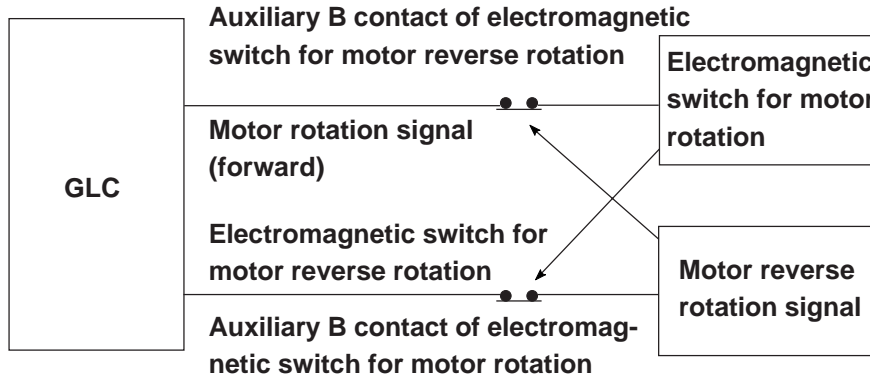 Auxiliary B contact of electromagnetic
switch for motor reverse rotation
Electromagnetic
switch for motor
rotation
Motor rotation signal
(forward)
GLC
Electromagnetic switch for
motor reverse rotation
Motor reverse
rotation signal
Auxiliary B contact of electromag-
netic switch for motor rotation